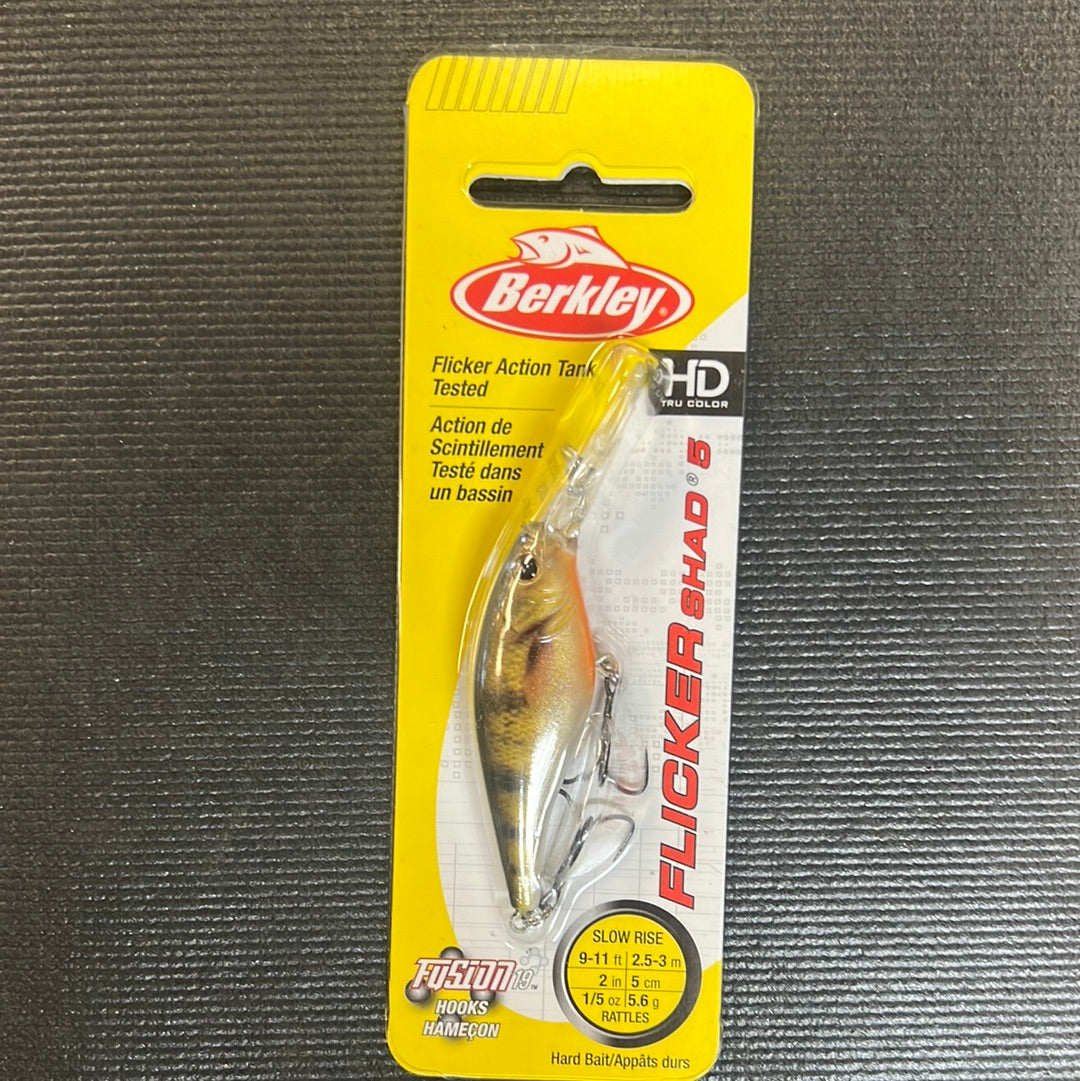 Berkley®
Flicker Action Tank
Tested
Action de
Scintillement
Testé dans
un bassin
HD
TRU COLOR
FLICKER SHAD® 5
FUSION 19™
HOOKS
HAMEÇON
SLOW RISE
9-11 ft 2.5-3 m
2 in 5 cm
1/5 oz 5.6 g
RATTLES
Hard Bait/Appâts durs